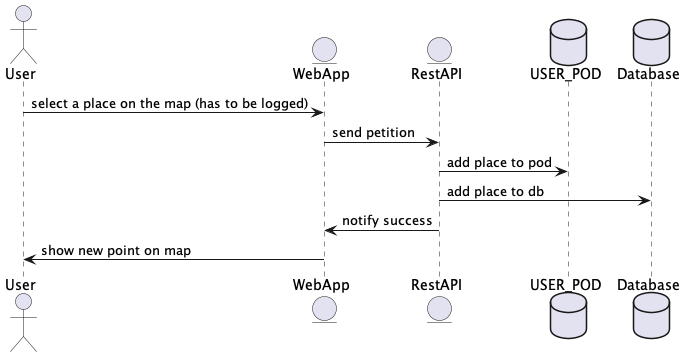 User
WebApp
RestAPI
USER_POD
Database
select a place on the map (has to be logged)
send petition
add place to pod
add place to db
notify success
show new point on map
User
WebApp
RestAPI
USER_POD
Database